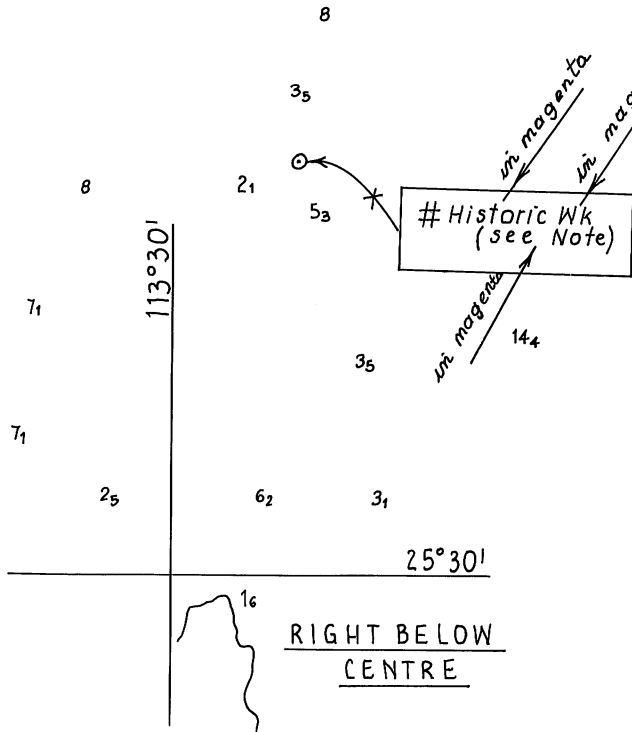 8
3₅
in magenta
in mag
8
2₁
5₃
# Historic Wk
(see Note)
113°30'
7₁
in magenta
14₄
3₅
7₁
2₅
6₂
3₁
25°30'
1₆
RIGHT BELOW
CENTRE